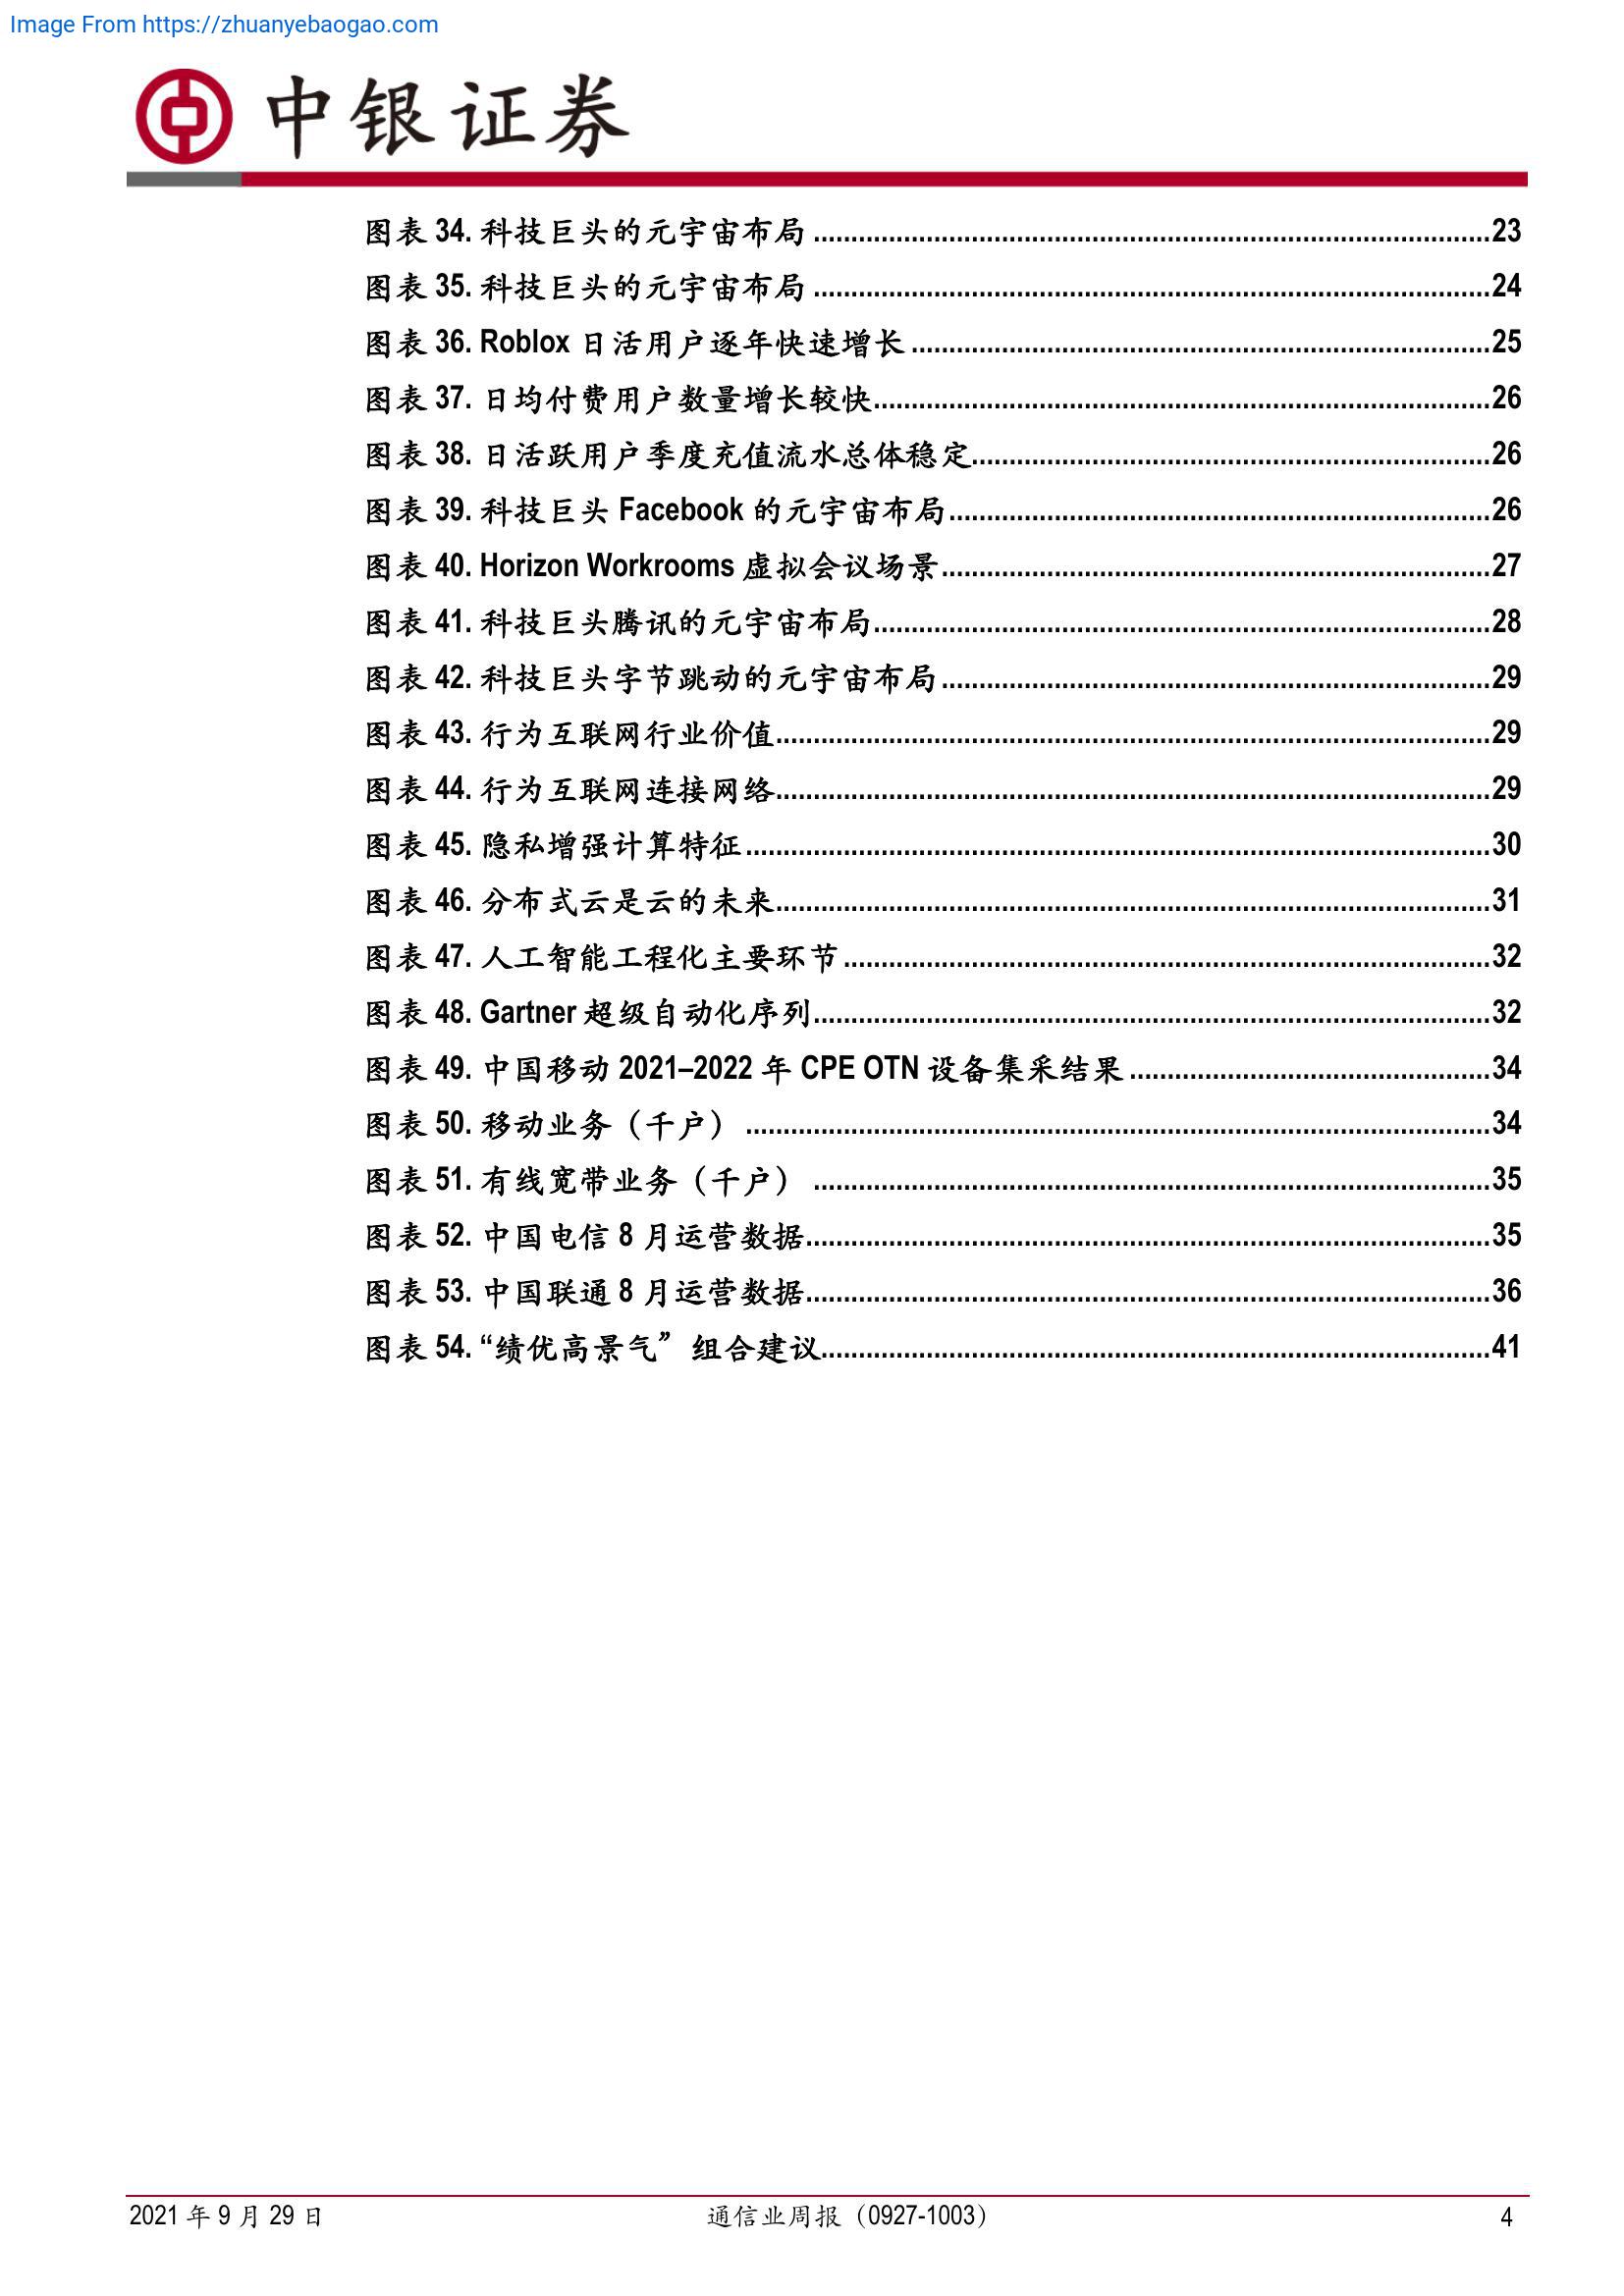 Image From https://zhuanyebaogao.com
中银证券
图表 34. 科技巨头的元宇宙布局 ........ 23
图表 35. 科技巨头的元宇宙布局 ........ 24
图表 36. Roblox 日活用户逐年快速增长 ........ 25
图表 37. 日均付费用户数量增长较快........ 26
图表 38. 日活跃用户季度充值流水总体稳定........ 26
图表 39. 科技巨头 Facebook 的元宇宙布局........ 26
图表 40. Horizon Workrooms 虚拟会议场景........ 27
图表 41. 科技巨头腾讯的元宇宙布局........ 28
图表 42. 科技巨头字节跳动的元宇宙布局........ 29
图表 43. 行为互联网行业价值........ 29
图表 44. 行为互联网连接网络........ 29
图表 45. 隐私增强计算特征........ 30
图表 46. 分布式云是云的未来........ 31
图表 47. 人工智能工程化主要环节........ 32
图表 48. Gartner 超级自动化序列........ 32
图表 49. 中国移动 2021–2022 年 CPE OTN 设备集采结果........ 34
图表 50. 移动业务（千户） ........ 34
图表 51. 有线宽带业务（千户） ........ 35
图表 52. 中国电信 8 月运营数据........ 35
图表 53. 中国联通 8 月运营数据........ 36
图表 54. “绩优高景气”组合建议........ 41
2021 年 9 月 29 日 通信业周报（0927-1003） 4